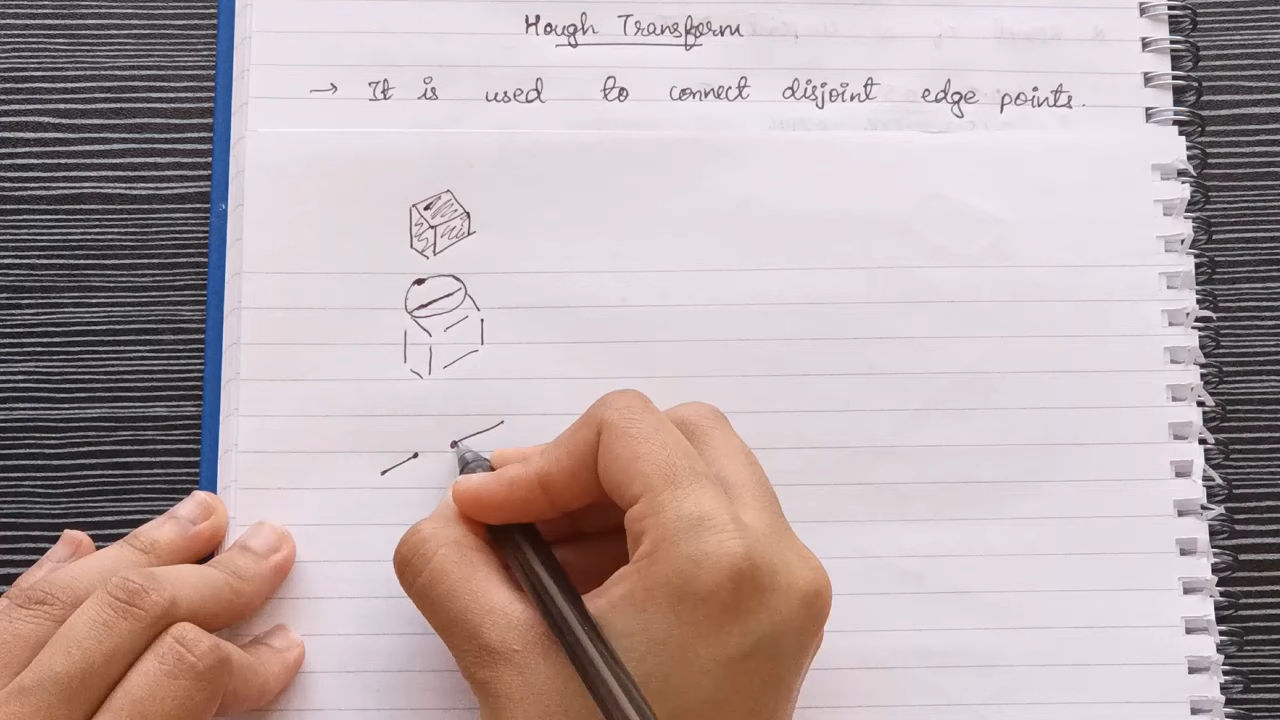 Hough Transform
→ It is used to connect disjoint edge points.